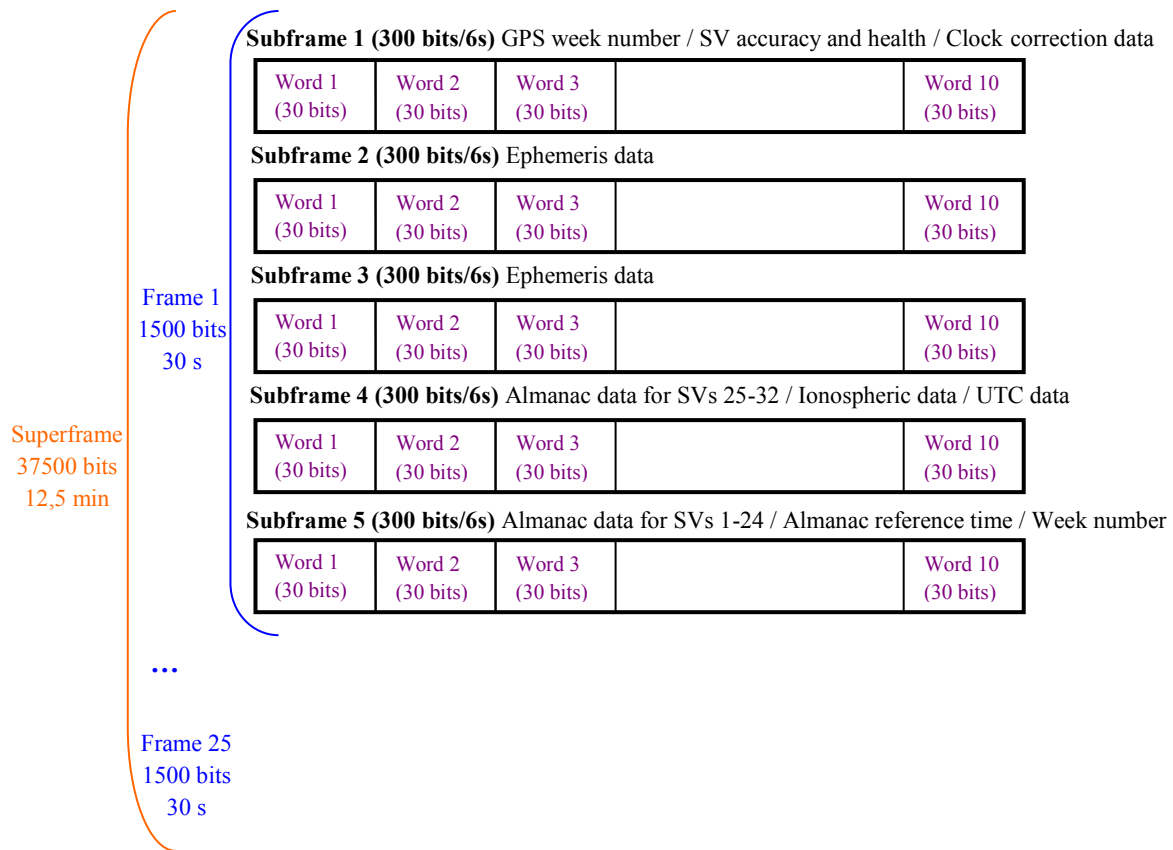 Subframe 1 (300 bits/6s) GPS week number / SV accuracy and health / Clock correction data
Word 1 Word 2 Word 3 Word 10
(30 bits) (30 bits) (30 bits) (30 bits)
Subframe 2 (300 bits/6s) Ephemeris data
Word 1 Word 2 Word 3 Word 10
(30 bits) (30 bits) (30 bits) (30 bits)
Subframe 3 (300 bits/6s) Ephemeris data
Frame 1
1500 bits
30 s
Word 1 Word 2 Word 3 Word 10
(30 bits) (30 bits) (30 bits) (30 bits)
Subframe 4 (300 bits/6s) Almanac data for SVs 25-32 / Ionospheric data / UTC data
Superframe
37500 bits
12,5 min
Word 1 Word 2 Word 3 Word 10
(30 bits) (30 bits) (30 bits) (30 bits)
Subframe 5 (300 bits/6s) Almanac data for SVs 1-24 / Almanac reference time / Week number
Word 1 Word 2 Word 3 Word 10
(30 bits) (30 bits) (30 bits) (30 bits)
...
Frame 25
1500 bits
30 s